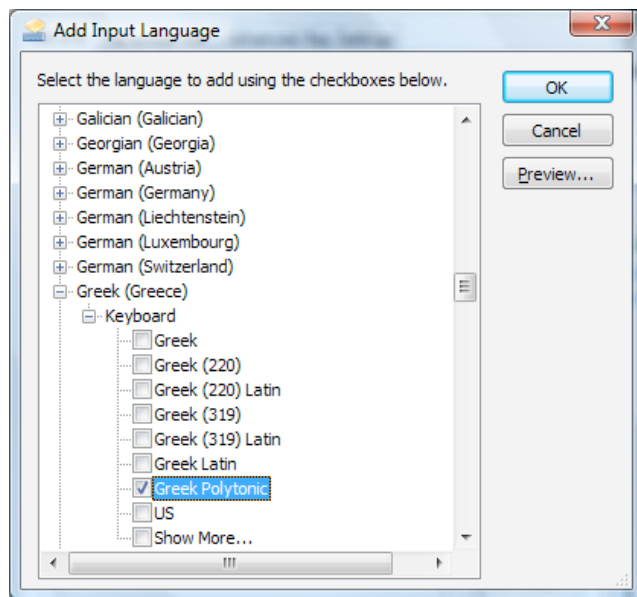 Add Input Language
Select the language to add using the checkboxes below.
OK
Cancel
Preview...
Galician (Galician)
Georgian (Georgia)
German (Austria)
German (Germany)
German (Liechtenstein)
German (Luxembourg)
German (Switzerland)
Greek (Greece)
Keyboard
Greek
Greek (220)
Greek (220) Latin
Greek (319)
Greek (319) Latin
Greek Latin
Greek Polytonic
US
Show More...